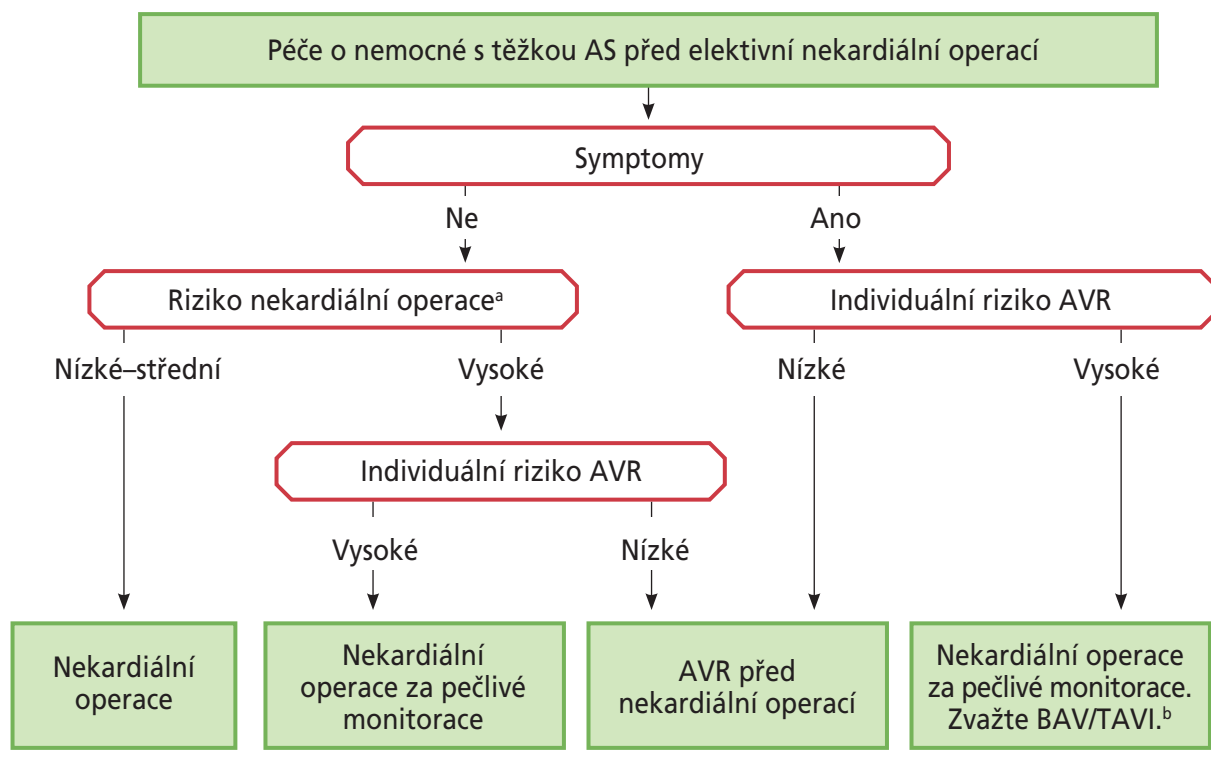 Péče o nemocné s těžkou AS před elektivní nekardiální operací
Symptomy
Ne
Ano
Riziko nekardiální operaceᵃ
Individuální riziko AVR
Nízké–střední
Vysoké
Nízké
Vysoké
Individuální riziko AVR
Vysoké
Nízké
Nekardiální
operace
Nekardiální
operace za pečlivé
monitorace
AVR před
nekardiální operací
Nekardiální operace
za pečlivé monitorace.
Zvažte BAV/TAVI.ᵇ